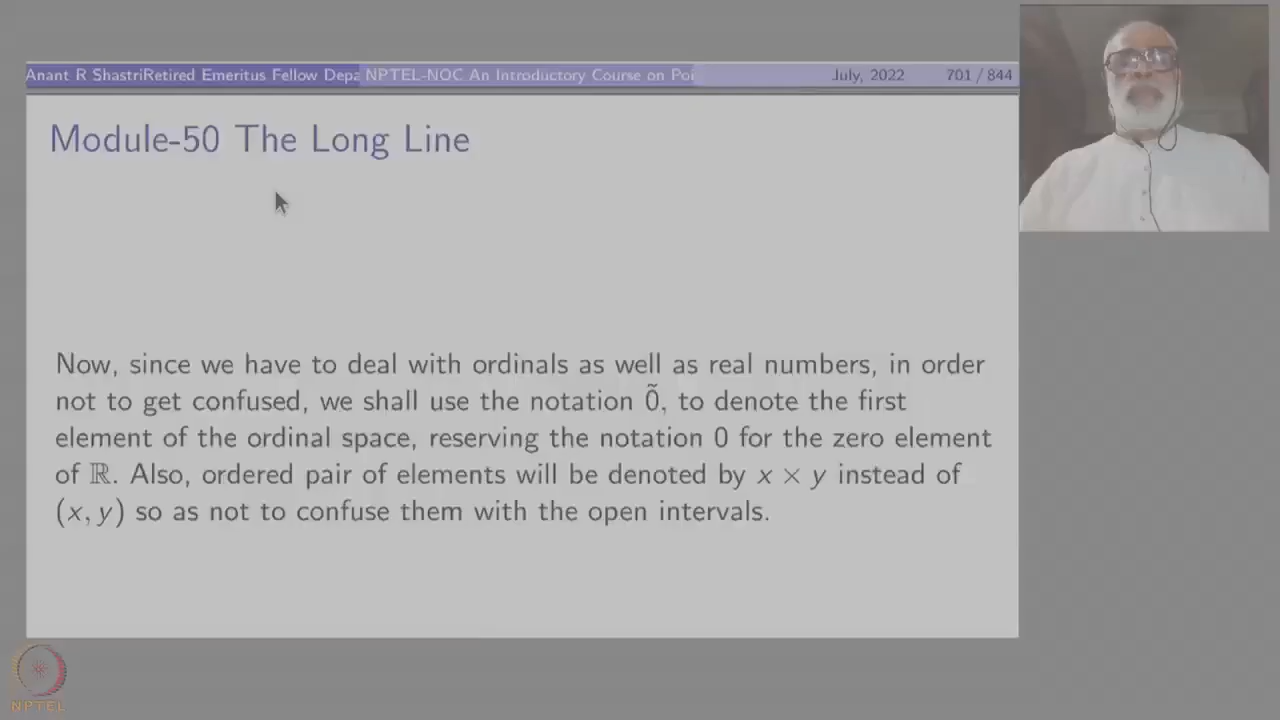 Anant R ShastriRetired Emeritus Fellow Depa NPTEL-NOC An Introductory Course on Poi July, 2022 701 / 844
Module-50 The Long Line
Now, since we have to deal with ordinals as well as real numbers, in order
not to get confused, we shall use the notation 0̃, to denote the first
element of the ordinal space, reserving the notation 0 for the zero element
of ℝ. Also, ordered pair of elements will be denoted by x × y instead of
(x, y) so as not to confuse them with the open intervals.
NPTEL